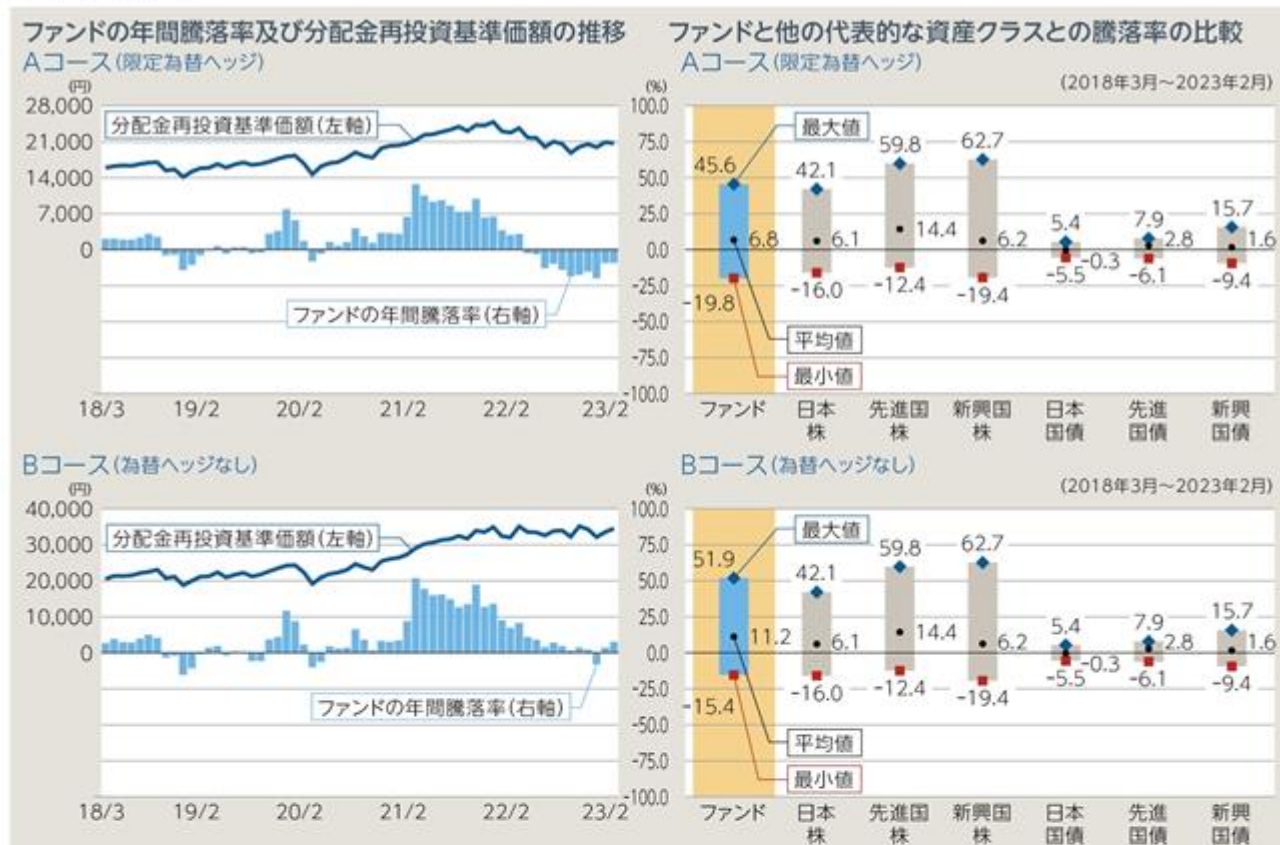 ファンドの年間騰落率及び分配金再投資基準価額の推移
Aコース(限定為替ヘッジ)
(円)
(%)
28,000
100.0
21,000
75.0
14,000
50.0
7,000
25.0
0
0.0
-25.0
-50.0
-75.0
-100.0
分配金再投資基準価額(左軸)
ファンドの年間騰落率(右軸)
18/3 19/2 20/2 21/2 22/2 23/2
ファンドと他の代表的な資産クラスとの騰落率の比較
Aコース(限定為替ヘッジ)
(2018年3月〜2023年2月)
最大値
45.6 42.1 59.8 62.7 5.4 7.9 15.7
6.8 6.1 14.4 6.2 -0.3 2.8 1.6
-19.8 -16.0 -12.4 -19.4 -5.5 -6.1 -9.4
平均値
最小値
ファンド 日本 先進国 新興国 日本 先進 新興
株 株 株 国債 国債 国債
Bコース(為替ヘッジなし)
(円)
(%)
40,000
100.0
30,000
75.0
20,000
50.0
10,000
25.0
0
0.0
-25.0
-50.0
-75.0
-100.0
分配金再投資基準価額(左軸)
ファンドの年間騰落率(右軸)
18/3 19/2 20/2 21/2 22/2 23/2
Bコース(為替ヘッジなし)
(2018年3月〜2023年2月)
最大値
51.9 42.1 59.8 62.7 5.4 7.9 15.7
11.2 6.1 14.4 6.2 -0.3 2.8 1.6
-15.4 -16.0 -12.4 -19.4 -5.5 -6.1 -9.4
平均値
最小値
ファンド 日本 先進国 新興国 日本 先進 新興
株 株 株 国債 国債 国債